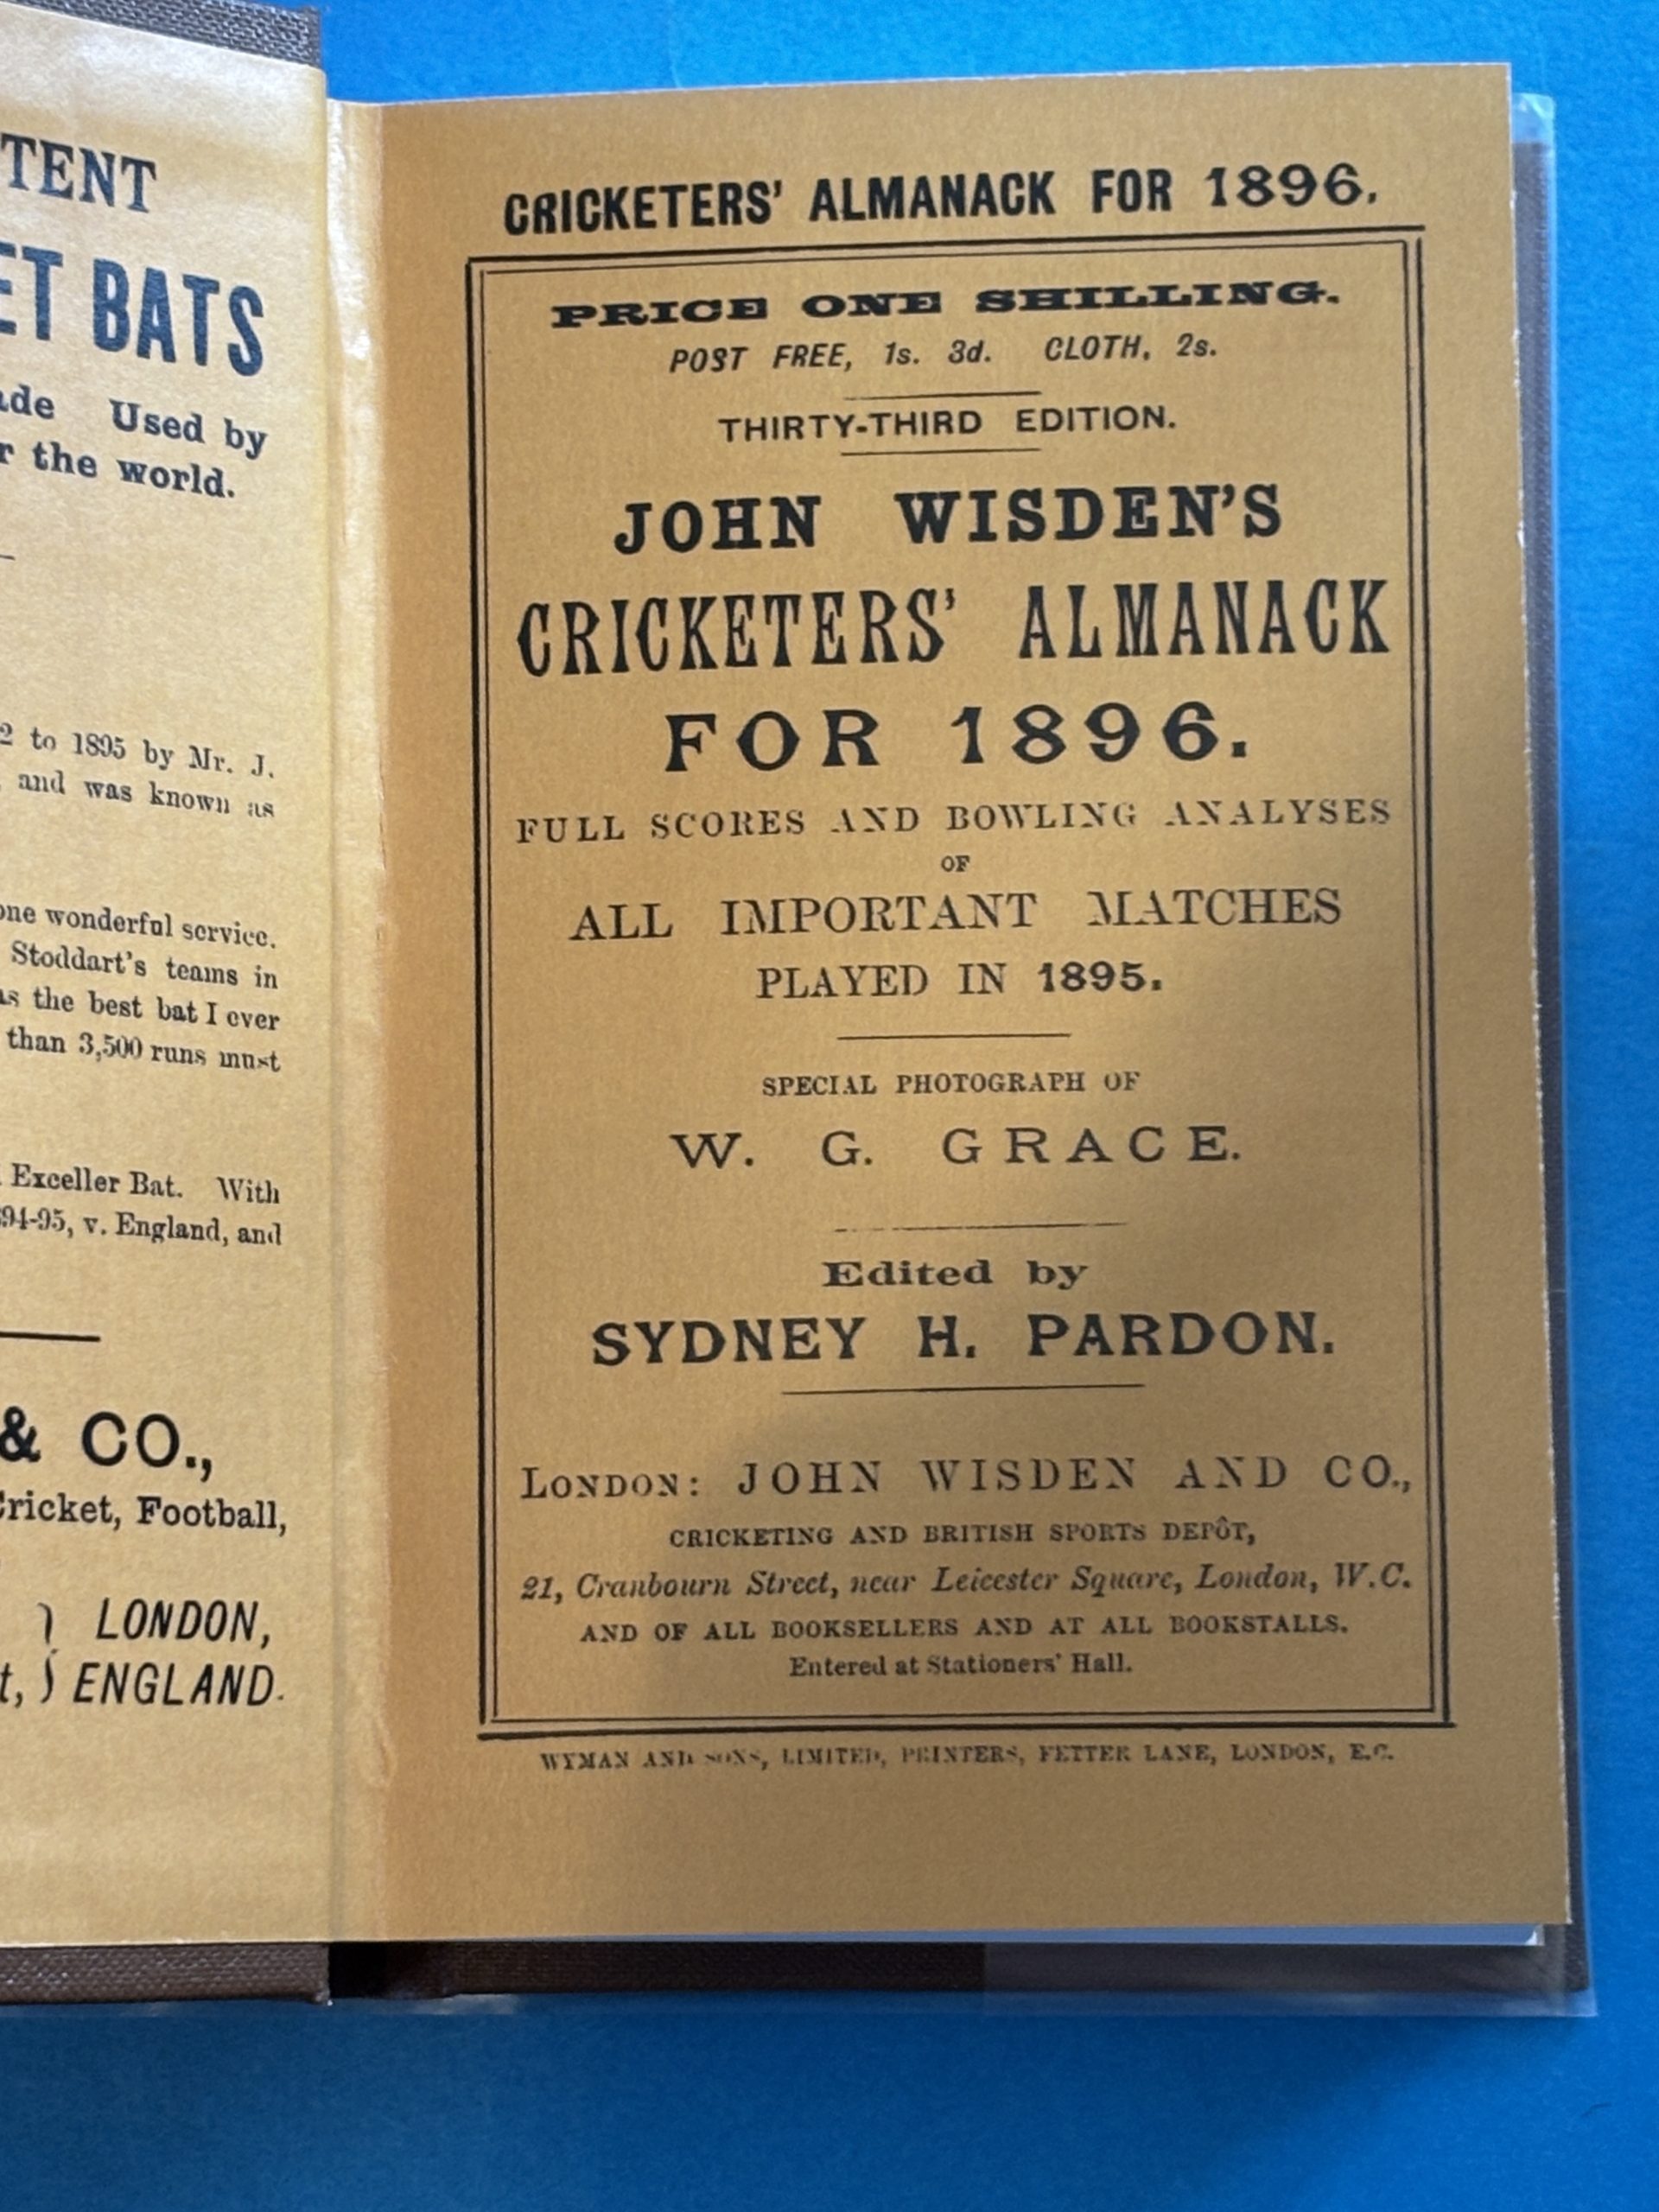 TENT
ET BATS
Used by
the world.
2 to 1895 by Mr. J.
and was known as
one wonderful service.
Stoddart's teams in
as the best bat I ever
than 3,500 runs must
Exceller Bat. With
94-95, v. England, and
& CO.,
Cricket, Football,
LONDON,
t, ENGLAND.
CRICKETERS' ALMANACK FOR 1896.
PRICE ONE SHILLING.
POST FREE, 1s. 3d. CLOTH, 2s.
THIRTY-THIRD EDITION.
JOHN WISDEN'S
CRICKETERS' ALMANACK
FOR 1896.
FULL SCORES AND BOWLING ANALYSES
OF
ALL IMPORTANT MATCHES
PLAYED IN 1895.
SPECIAL PHOTOGRAPH OF
W. G. GRACE.
Edited by
SYDNEY H. PARDON.
LONDON: JOHN WISDEN AND CO.,
CRICKETING AND BRITISH SPORTS DEPÔT,
21, Cranbourn Street, near Leicester Square, London, W.C.
AND OF ALL BOOKSELLERS AND AT ALL BOOKSTALLS.
Entered at Stationers' Hall.
WYMAN AND SONS, LIMITED, PRINTERS, FETTER LANE, LONDON, E.C.